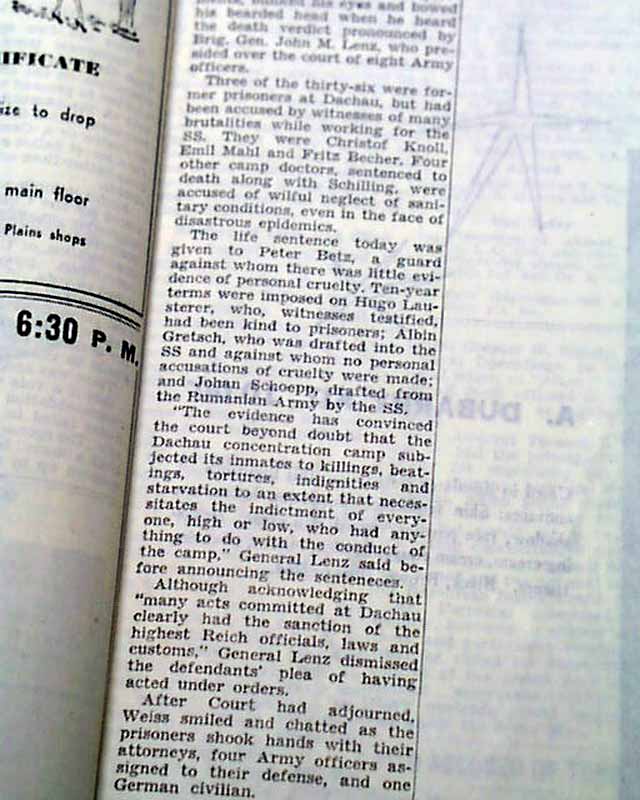 IFICATE
ize to drop
main floor
Plains shops
6:30 P. M.
his bearded head when he heard
the death verdict pronounced by
Brig. Gen. John M. Lenz, who pre-
sided over the court of eight Army
officers.
Three of the thirty-six were for-
mer prisoners at Dachau, but had
been accused by witnesses of many
brutalities while working for the
SS. They were Christof Knoll,
Emil Mahl and Fritz Becher. Four
other camp doctors, sentenced to
death along with Schilling, were
accused of wilful neglect of sani-
tary conditions, even in the face of
disastrous epidemics.
The life sentence today was
given to Peter Betz, a guard
against whom there was little evi-
dence of personal cruelty. Ten-year
terms were imposed on Hugo Lau-
sterer, who, witnesses testified,
had been kind to prisoners; Albin
Gretsch, who was drafted into the
SS and against whom no personal
accusations of cruelty were made;
and Johan Schoepp, drafted from
the Rumanian Army by the SS.
"The evidence has convinced
the court beyond doubt that the
Dachau concentration camp sub-
jected its inmates to killings, beat-
ings, tortures, indignities and
starvation to an extent that neces-
sitates the indictment of every-
one, high or low, who had any-
thing to do with the conduct of
the camp," General Lenz said be-
fore announcing the senteneces.
Although acknowledging that
"many acts committed at Dachau
clearly had the sanction of the
highest Reich officials, laws and
customs," General Lenz dismissed
the defendants' plea of having
acted under orders.
After Court had adjourned,
Weiss smiled and chatted as the
prisoners shook hands with their
attorneys, four Army officers as-
signed to their defense, and one
German civilian.
A. DUBA